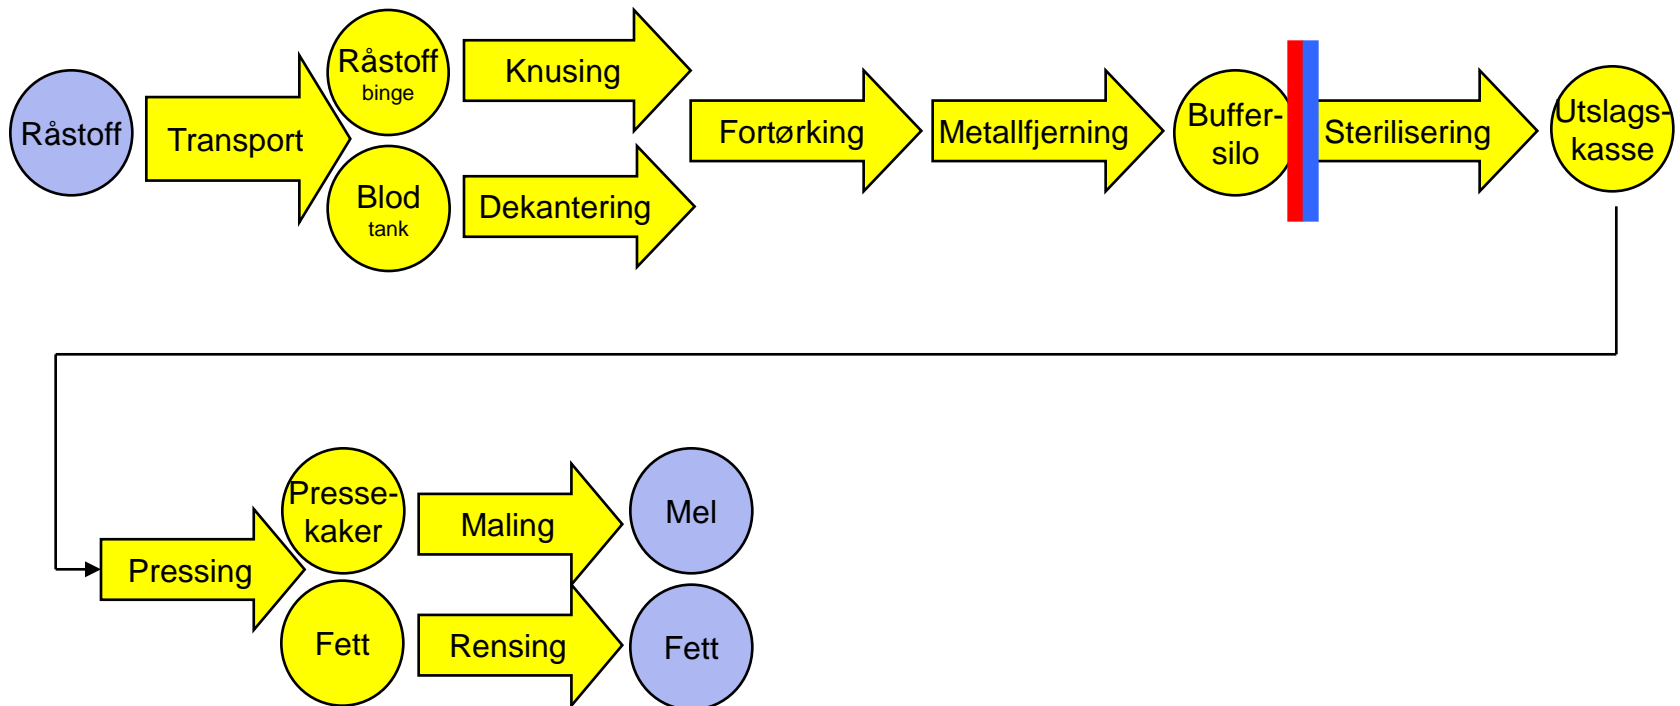 Råstoff
Transport
Råstoff
binge
Blod
tank
Knusing
Dekantering
Fortørking
Metallfjerning
Buffer-
silo
Sterilisering
Utslags-
kasse
Pressing
Presse-
kaker
Fett
Maling
Rensing
Mel
Fett